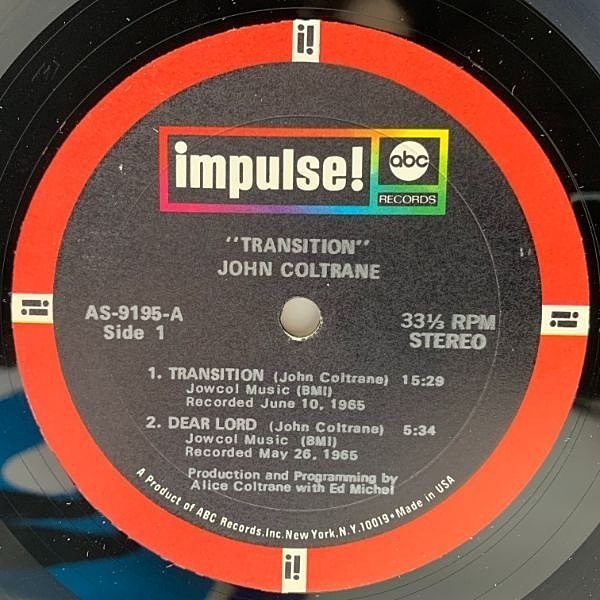 i!
impulse!
abc
RECORDS
"TRANSITION"
JOHN COLTRANE
AS-9195-A
Side 1
33⅓ RPM
STEREO
i!
i!
1. TRANSITION (John Coltrane) 15:29
Jowcol Music (BMI)
Recorded June 10, 1965
2. DEAR LORD (John Coltrane) 5:34
Jowcol Music (BMI)
Recorded May 26, 1965
Production and Programming by
Alice Coltrane with Ed Michel
A Product of ABC Records, Inc. New York, N.Y. 10019 • Made in USA
i!